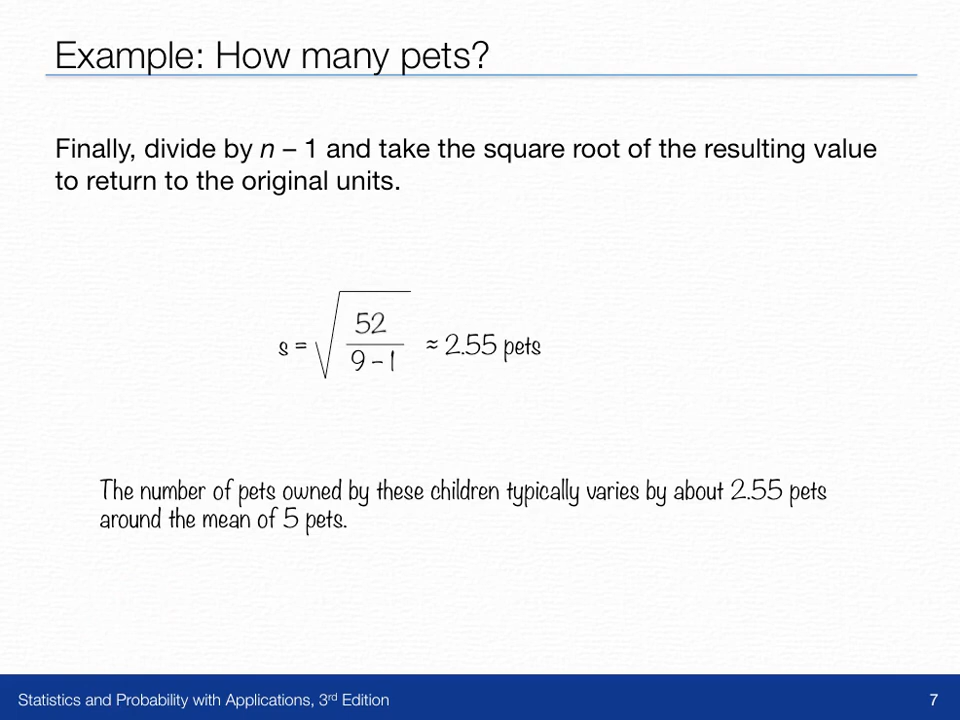 Example: How many pets?
Finally, divide by n – 1 and take the square root of the resulting value
to return to the original units.
s = √ 52 / 9 – 1 ≈ 2.55 pets
The number of pets owned by these children typically varies by about 2.55 pets
around the mean of 5 pets.
Statistics and Probability with Applications, 3rd Edition
7